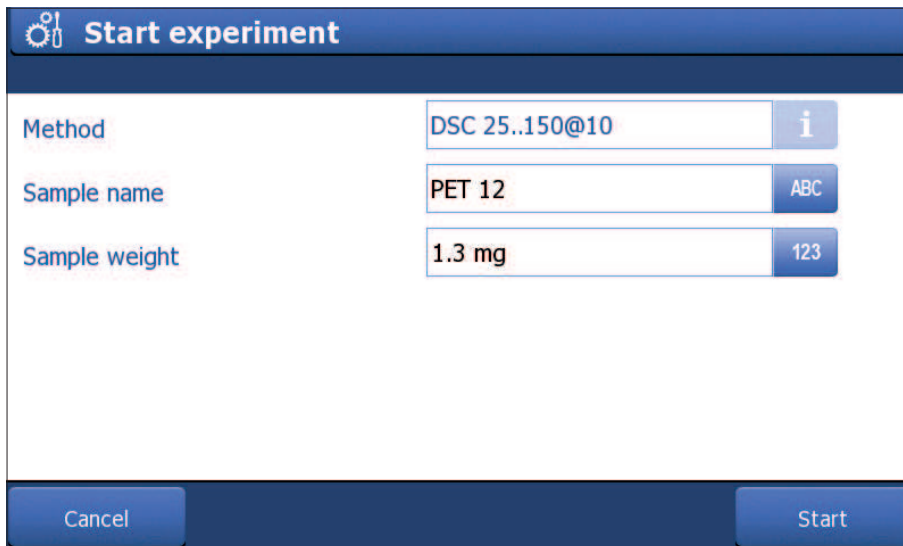 Start experiment
Method DSC 25..150@10 i
Sample name PET 12 ABC
Sample weight 1.3 mg 123
Cancel Start